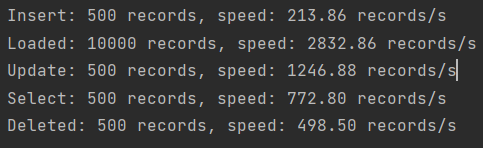 Insert: 500 records, speed: 213.86 records/s
Loaded: 10000 records, speed: 2832.86 records/s
Update: 500 records, speed: 1246.88 records/s
Select: 500 records, speed: 772.80 records/s
Deleted: 500 records, speed: 498.50 records/s